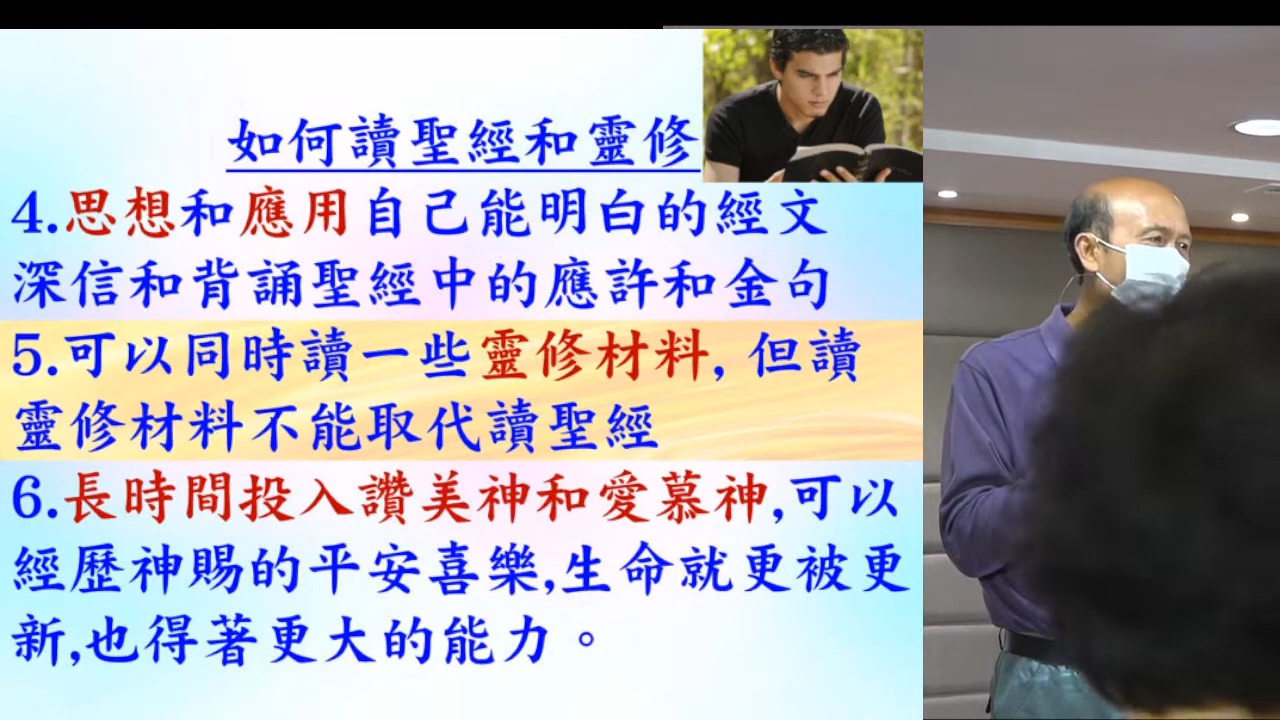 如何讀聖經和靈修
4.思想和應用自己能明白的經文
深信和背誦聖經中的應許和金句
5.可以同時讀一些靈修材料, 但讀
靈修材料不能取代讀聖經
6.長時間投入讚美神和愛慕神,可以
經歷神賜的平安喜樂,生命就更被更
新,也得著更大的能力。